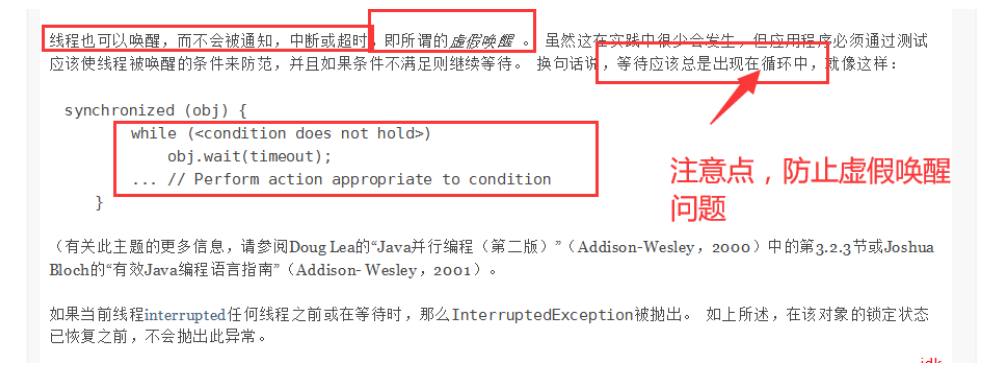 线程也可以唤醒，而不会被通知，中断或超时，即所谓的虚假唤醒 。 虽然这在实践中很少会发生，但应用程序必须通过测试
应该使线程被唤醒的条件来防范，并且如果条件不满足则继续等待。 换句话说，等待应该总是出现在循环中，就像这样：
synchronized (obj) {
while (<condition does not hold>)
obj.wait(timeout);
... // Perform action appropriate to condition
}
注意点，防止虚假唤醒
问题
（有关此主题的更多信息，请参阅Doug Lea的“Java并行编程（第二版）”（Addison-Wesley，2000）中的第3.2.3节或Joshua
Bloch的“有效Java编程语言指南”（Addison- Wesley，2001）。
如果当前线程interrupted任何线程之前或在等待时，那么InterruptedException被抛出。 如上所述，在该对象的锁定状态
已恢复之前，不会抛出此异常。